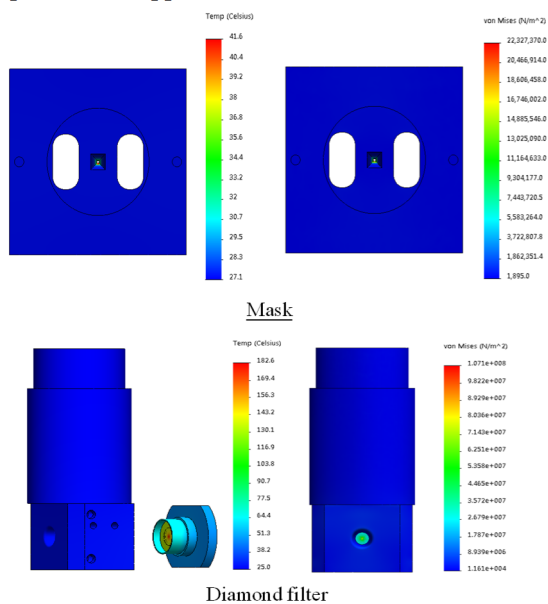 Temp (Celsius)
41.6
40.4
39.2
38
36.8
35.6
34.4
33.2
32
30.7
29.5
28.3
27.1
von Mises (N/m^2)
22,327,370.0
20,466,914.0
18,606,458.0
16,746,002.0
14,885,546.0
13,025,090.0
11,164,633.0
9,304,177.0
7,443,720.5
5,583,264.0
3,722,807.8
1,862,351.4
1,895.0
Mask
Temp (Celsius)
182.6
169.4
156.3
143.2
130.1
116.9
103.8
90.7
77.5
64.4
51.3
38.2
25.0
von Mises (N/m^2)
1.071e+008
9.822e+007
8.929e+007
8.036e+007
7.143e+007
6.251e+007
5.358e+007
4.465e+007
3.572e+007
2.679e+007
1.787e+007
8.939e+006
1.161e+004
Diamond filter